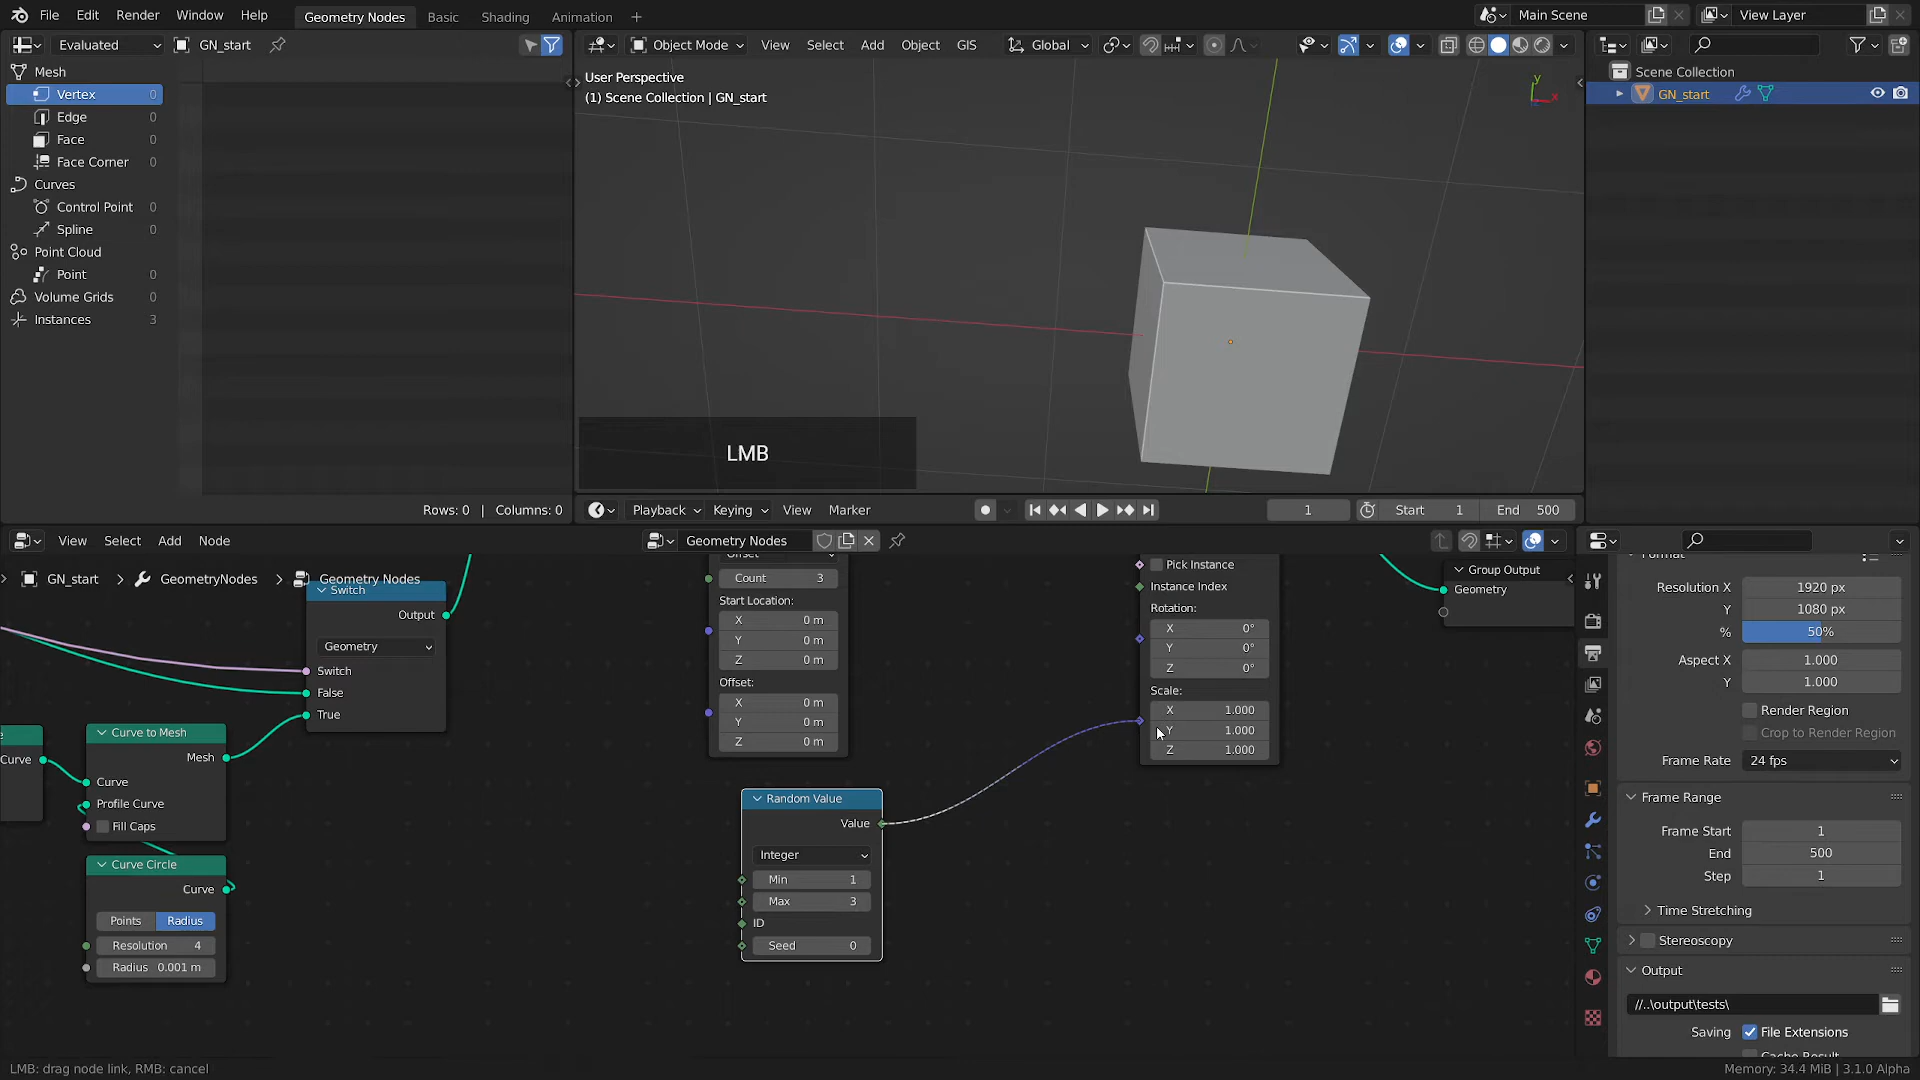 File Edit Render Window Help Geometry Nodes Basic Shading Animation + Main Scene View Layer
Evaluated GN_start
Object Mode View Select Add Object GIS Global
Mesh
Vertex 0
Edge 0
Face 0
Face Corner 0
Curves
Control Point 0
Spline 0
Point Cloud
Point 0
Volume Grids 0
Instances 3
Rows: 0 | Columns: 0
User Perspective
(1) Scene Collection | GN_start
y
x
LMB
Playback Keying View Marker 1 Start 1 End 500
Scene Collection
GN_start
View Select Add Node Geometry Nodes
GN_start > GeometryNodes > Geometry Nodes
Switch
Output
Geometry
Switch
False
True
Curve
Curve to Mesh
Mesh
Curve
Profile Curve
Fill Caps
Curve Circle
Curve
Points Radius
Resolution 4
Radius 0.001 m
Offset
Count 3
Start Location:
X 0 m
Y 0 m
Z 0 m
Offset:
X 0 m
Y 0 m
Z 0 m
Random Value
Value
Integer
Min 1
Max 3
ID
Seed 0
Pick Instance
Instance Index
Rotation:
X 0°
Y 0°
Z 0°
Scale:
X 1.000
Y 1.000
Z 1.000
Group Output
Geometry
Format
Resolution X 1920 px
Y 1080 px
% 50%
Aspect X 1.000
Y 1.000
Render Region
Crop to Render Region
Frame Rate 24 fps
Frame Range
Frame Start 1
End 500
Step 1
Time Stretching
Stereoscopy
Output
//..\output\tests\
Saving File Extensions
Cache Result
LMB: drag node link, RMB: cancel
Memory: 34.4 MiB | 3.1.0 Alpha